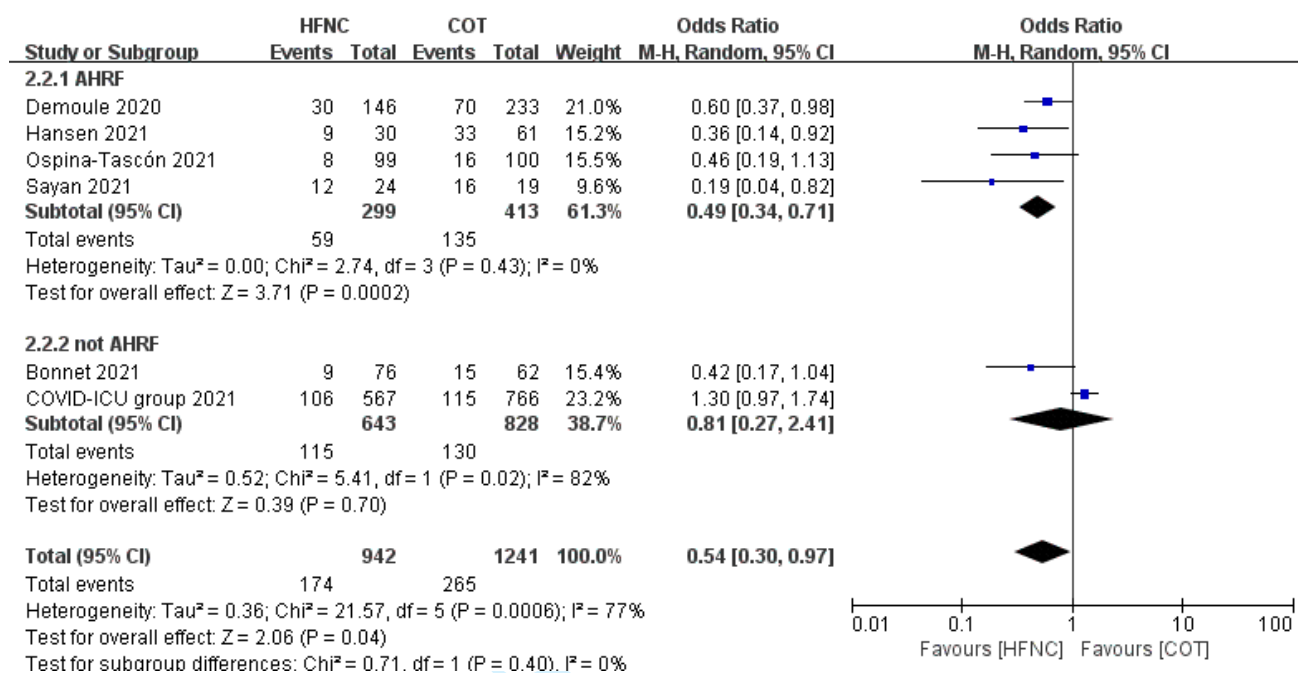 HFNC COT Odds Ratio Odds Ratio
Study or Subgroup Events Total Events Total Weight M-H, Random, 95% CI M-H, Random, 95% CI
2.2.1 AHRF
Demoule 2020 30 146 70 233 21.0% 0.60 [0.37, 0.98]
Hansen 2021 9 30 33 61 15.2% 0.36 [0.14, 0.92]
Ospina-Tascón 2021 8 99 16 100 15.5% 0.46 [0.19, 1.13]
Sayan 2021 12 24 16 19 9.6% 0.19 [0.04, 0.82]
Subtotal (95% CI) 299 413 61.3% 0.49 [0.34, 0.71]
Total events 59 135
Heterogeneity: Tau² = 0.00; Chi² = 2.74, df = 3 (P = 0.43); I² = 0%
Test for overall effect: Z = 3.71 (P = 0.0002)
2.2.2 not AHRF
Bonnet 2021 9 76 15 62 15.4% 0.42 [0.17, 1.04]
COVID-ICU group 2021 106 567 115 766 23.2% 1.30 [0.97, 1.74]
Subtotal (95% CI) 643 828 38.7% 0.81 [0.27, 2.41]
Total events 115 130
Heterogeneity: Tau² = 0.52; Chi² = 5.41, df = 1 (P = 0.02); I² = 82%
Test for overall effect: Z = 0.39 (P = 0.70)
Total (95% CI) 942 1241 100.0% 0.54 [0.30, 0.97]
Total events 174 265
Heterogeneity: Tau² = 0.36; Chi² = 21.57, df = 5 (P = 0.0006); I² = 77%
Test for overall effect: Z = 2.06 (P = 0.04)
Test for subgroup differences: Chi² = 0.71, df = 1 (P = 0.40), I² = 0%
0.01 0.1 1 10 100
Favours [HFNC] Favours [COT]